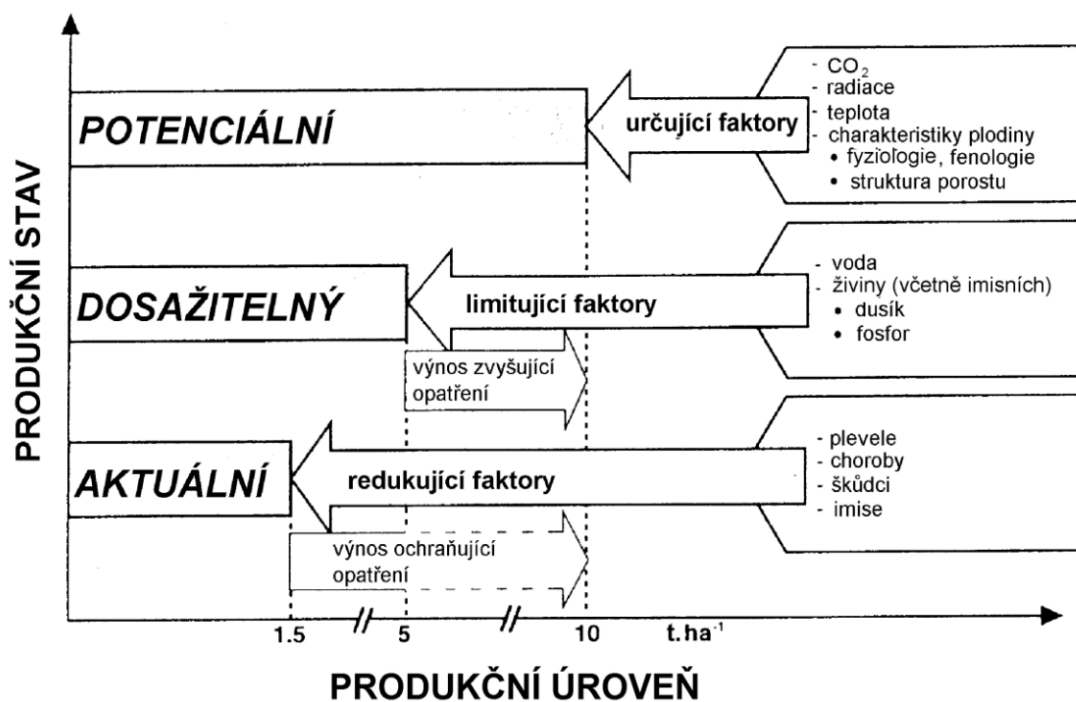 PRODUKČNÍ STAV
POTENCIÁLNÍ
určující faktory
- CO₂
- radiace
- teplota
- charakteristiky plodiny
• fyziologie, fenologie
• struktura porostu
DOSAŽITELNÝ
limitující faktory
- voda
- živiny (včetně imisních)
• dusík
• fosfor
výnos zvyšující
opatření
AKTUÁLNÍ
redukující faktory
- plevele
- choroby
- škůdci
- imise
výnos ochraňující
opatření
1.5 5 10 t.ha⁻¹
PRODUKČNÍ ÚROVEŇ